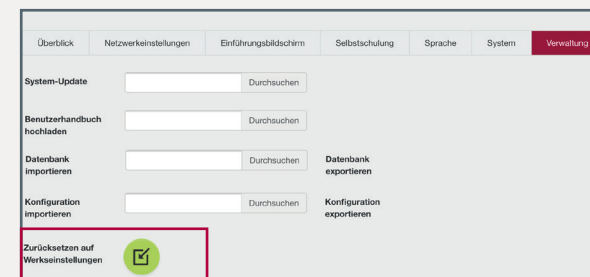 Überblick Netzwerkeinstellungen Einführungsbildschirm Selbstschulung Sprache System Verwaltung
System-Update Durchsuchen
Benutzerhandbuch
hochladen Durchsuchen
Datenbank
importieren Durchsuchen Datenbank
exportieren
Konfiguration
importieren Durchsuchen Konfiguration
exportieren
Zurücksetzen auf
Werkseinstellungen